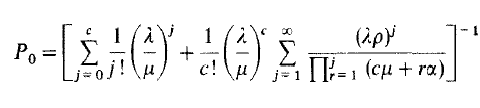 P_0 = \left[ \sum_{j=0}^{c} \frac{1}{j!} \left( \frac{\lambda}{\mu} \right)^j + \frac{1}{c!} \left( \frac{\lambda}{\mu} \right)^c \sum_{j=1}^{\infty} \frac{(\lambda\rho)^j}{\prod_{r=1}^{j} (c\mu + r\alpha)} \right]^{-1}